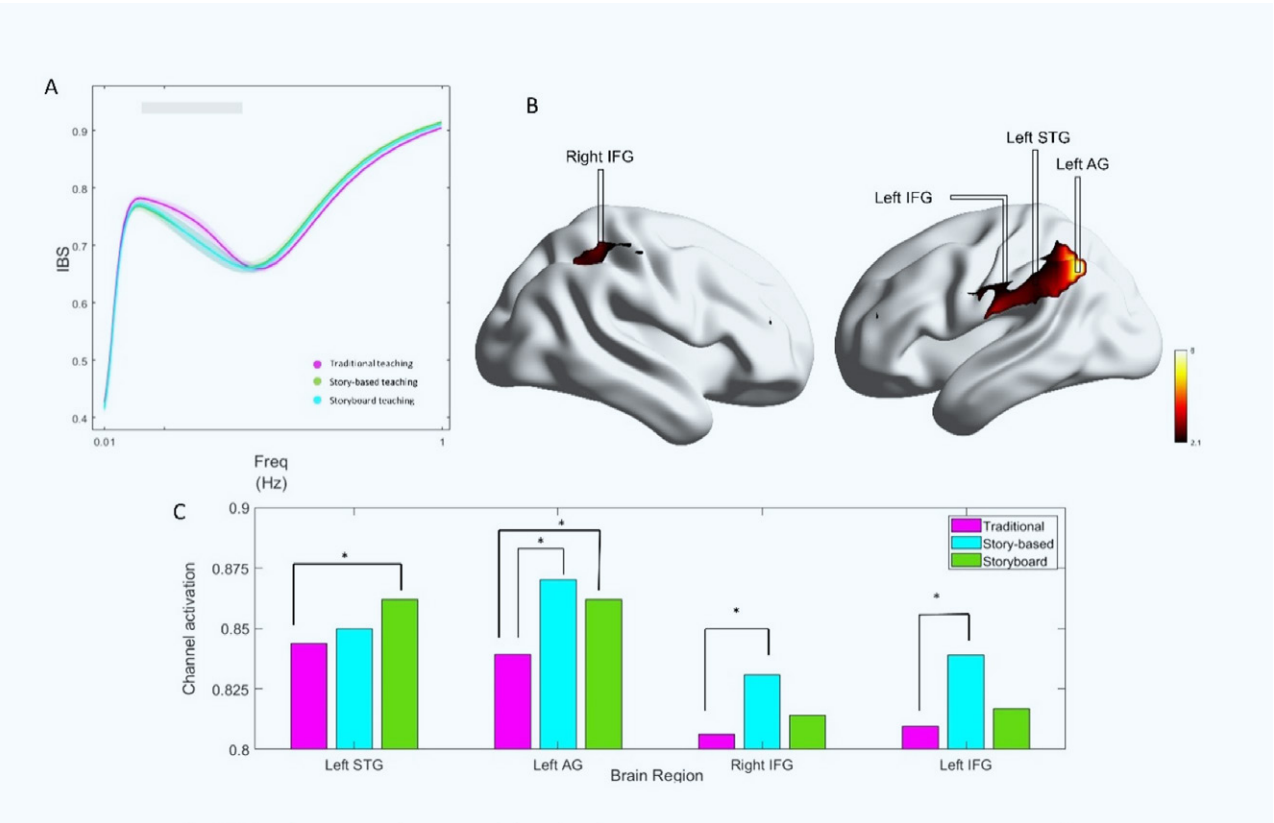 A
0.9
0.8
0.7
0.6
0.5
0.4
IBS
Traditional teaching
Story-based teaching
Storyboard teaching
0.01
1
Freq
(Hz)
B
Right IFG
Left STG
Left AG
Left IFG
8
2.1
C
0.9
0.875
0.85
0.825
0.8
Channel activation
*
*
*
*
*
Traditional
Story-based
Storyboard
Left STG
Left AG
Right IFG
Left IFG
Brain Region